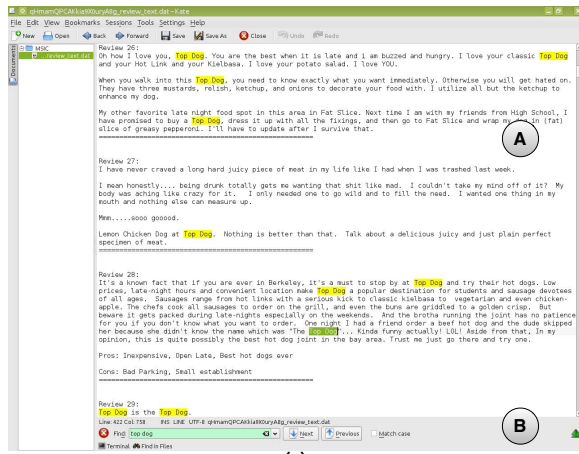 qHmamQPCAKkia9X0uryA8g_review_text.dat - Kate
File Edit View Bookmarks Sessions Tools Settings Help
New Open Back Forward Save Save As Close Undo Redo
Documents
MSIC
review_text.dat
Review 26:
Oh how I love you, Top Dog. You are the best when it is late and i am buzzed and hungry. I love your classic Top Dog
and your Hot Link and your Kielbasa. I love your potato salad. I love YOU.
When you walk into this Top Dog, you need to know exactly what you want immediately. Otherwise you will get hated on.
They have three mustards, relish, ketchup, and onions to decorate your food with. I utilize all but the ketchup to
enhance my dog.
My other favorite late night food spot in this area in Fat Slice. Next time I am with my friends from High School, I
have promised to buy a Top Dog, dress it up with all the fixings, and then go to Fat Slice and wrap my in (fat)
slice of greasy pepperoni. I'll have to update after I survive that.
====================================================
A
Review 27:
I have never craved a long hard juicy piece of meat in my life like I had when I was trashed last week.
I mean honestly.... being drunk totally gets me wanting that shit like mad. I couldn't take my mind off of it? My
body was aching like crazy for it. I only needed one to go wild and to fill the need. I wanted one thing in my
mouth and nothing else can measure up.
Mmm.....sooo gooood.
Lemon Chicken Dog at Top Dog. Nothing is better than that. Talk about a delicious juicy and just plain perfect
specimen of meat.
====================================================
Review 28:
It's a known fact that if you are ever in Berkeley, it's a must to stop by at Top Dog and try their hot dogs. Low
prices, late-night hours and convenient location make Top Dog a popular destination for students and sausage devotees
of all ages. Sausages range from hot links with a serious kick to classic kielbasa to vegetarian and even chicken-
apple. The chefs cook all sausages to order on the grill, and even the buns are griddled to a golden crisp. But
beware it gets packed during late-nights especially on the weekends. And the brotha running the joint has no patience
for you if you don't know what you want to order. One night I had a friend order a beef hot dog and the dude skipped
her because she didn't know the name which was "The Top Dog"... Kinda funny actually! LOL! Aside from that, In my
opinion, this is quite possibly the best hot dog joint in the bay area. Trust me just go there and try one.
Pros: Inexpensive, Open Late, Best hot dogs ever
Cons: Bad Parking, Small establishment
====================================================
Review 29:
Top Dog is the Top Dog.
Line: 422 Col: 758 INS LINE UTF-8 qHmamQPCAKkia9X0uryA8g_review_text.dat
Find: top dog Next Previous Match case
B
Terminal Find in Files